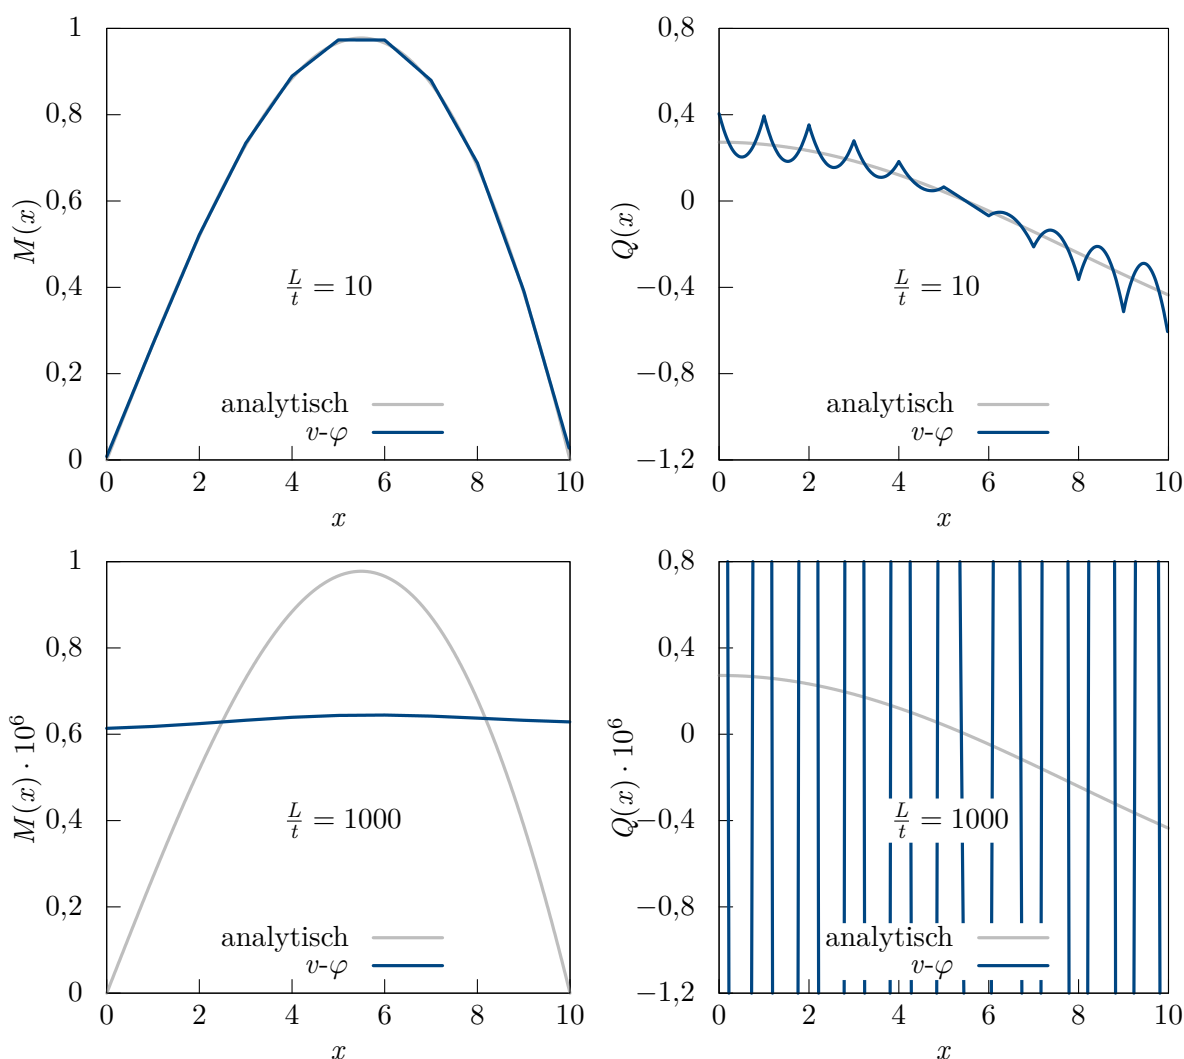 1
0,8
0,6
0,4
0,2
0
M(x)
L/t = 10
analytisch
v-φ
0 2 4 6 8 10
x
0,8
0,4
0
−0,4
−0,8
−1,2
Q(x)
L/t = 10
analytisch
v-φ
0 2 4 6 8 10
x
1
0,8
0,6
0,4
0,2
0
M(x) · 10⁶
L/t = 1000
analytisch
v-φ
0 2 4 6 8 10
x
0,8
0,4
0
−0,4
−0,8
−1,2
Q(x) · 10⁶
L/t = 1000
analytisch
v-φ
0 2 4 6 8 10
x